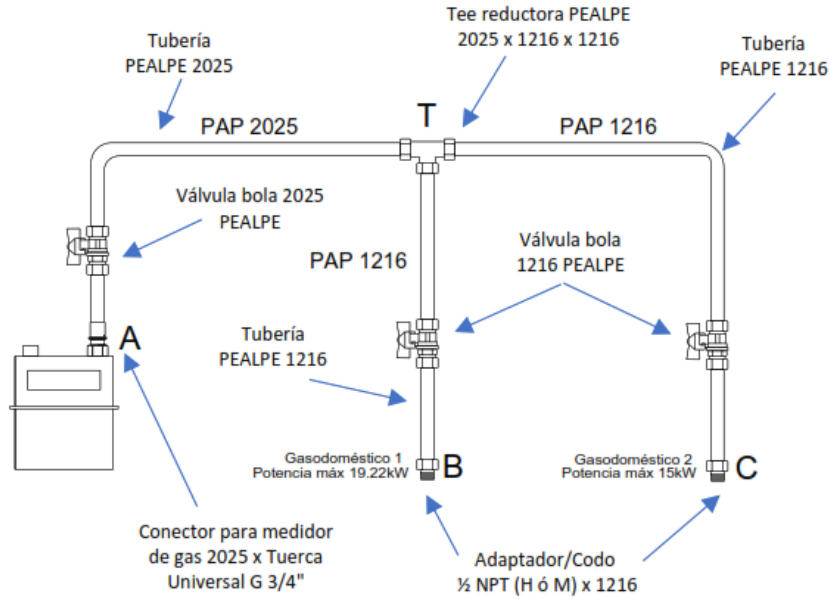 Tubería
PEALPE 2025
Tee reductora PEALPE
2025 x 1216 x 1216
Tubería
PEALPE 1216
PAP 2025
T
PAP 1216
Válvula bola 2025
PEALPE
PAP 1216
Válvula bola
1216 PEALPE
A
Tubería
PEALPE 1216
Gasodoméstico 1
Potencia máx 19.22kW
B
Gasodoméstico 2
Potencia máx 15kW
C
Conector para medidor
de gas 2025 x Tuerca
Universal G 3/4"
Adaptador/Codo
½ NPT (H ó M) x 1216